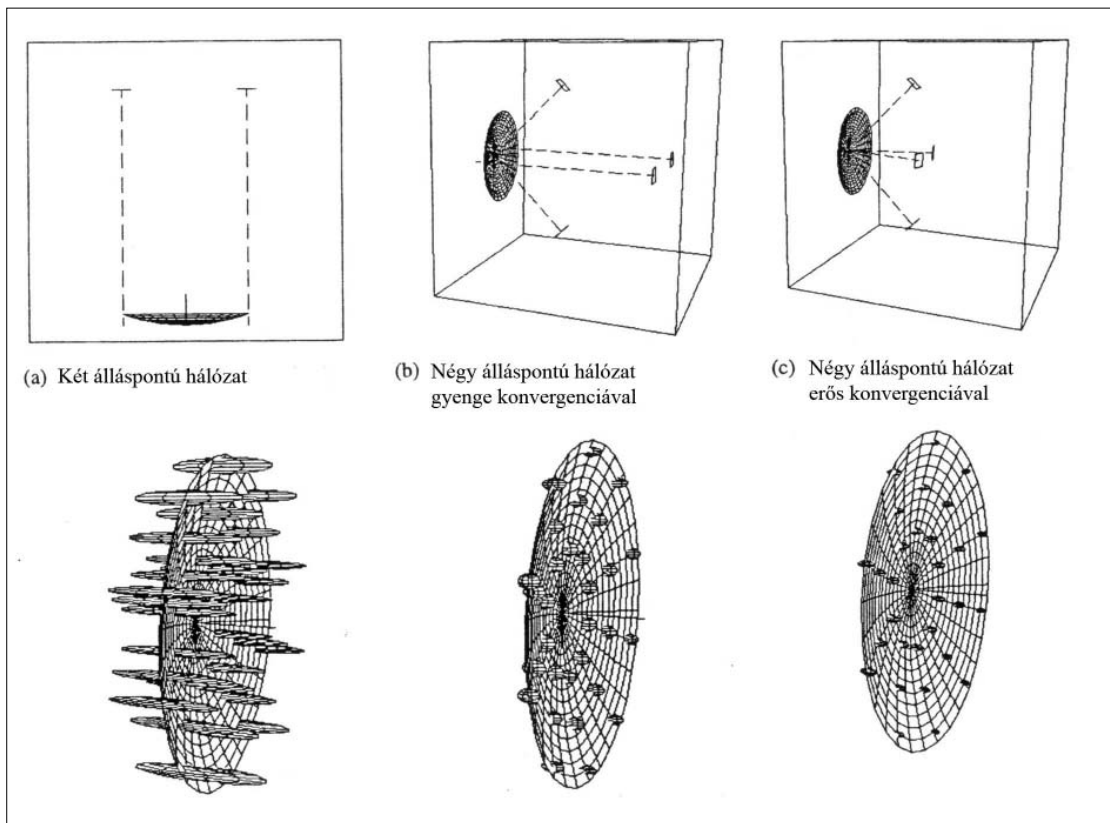 (a) Két álláspontú hálózat
(b) Négy álláspontú hálózat
gyenge konvergenciával
(c) Négy álláspontú hálózat
erős konvergenciával